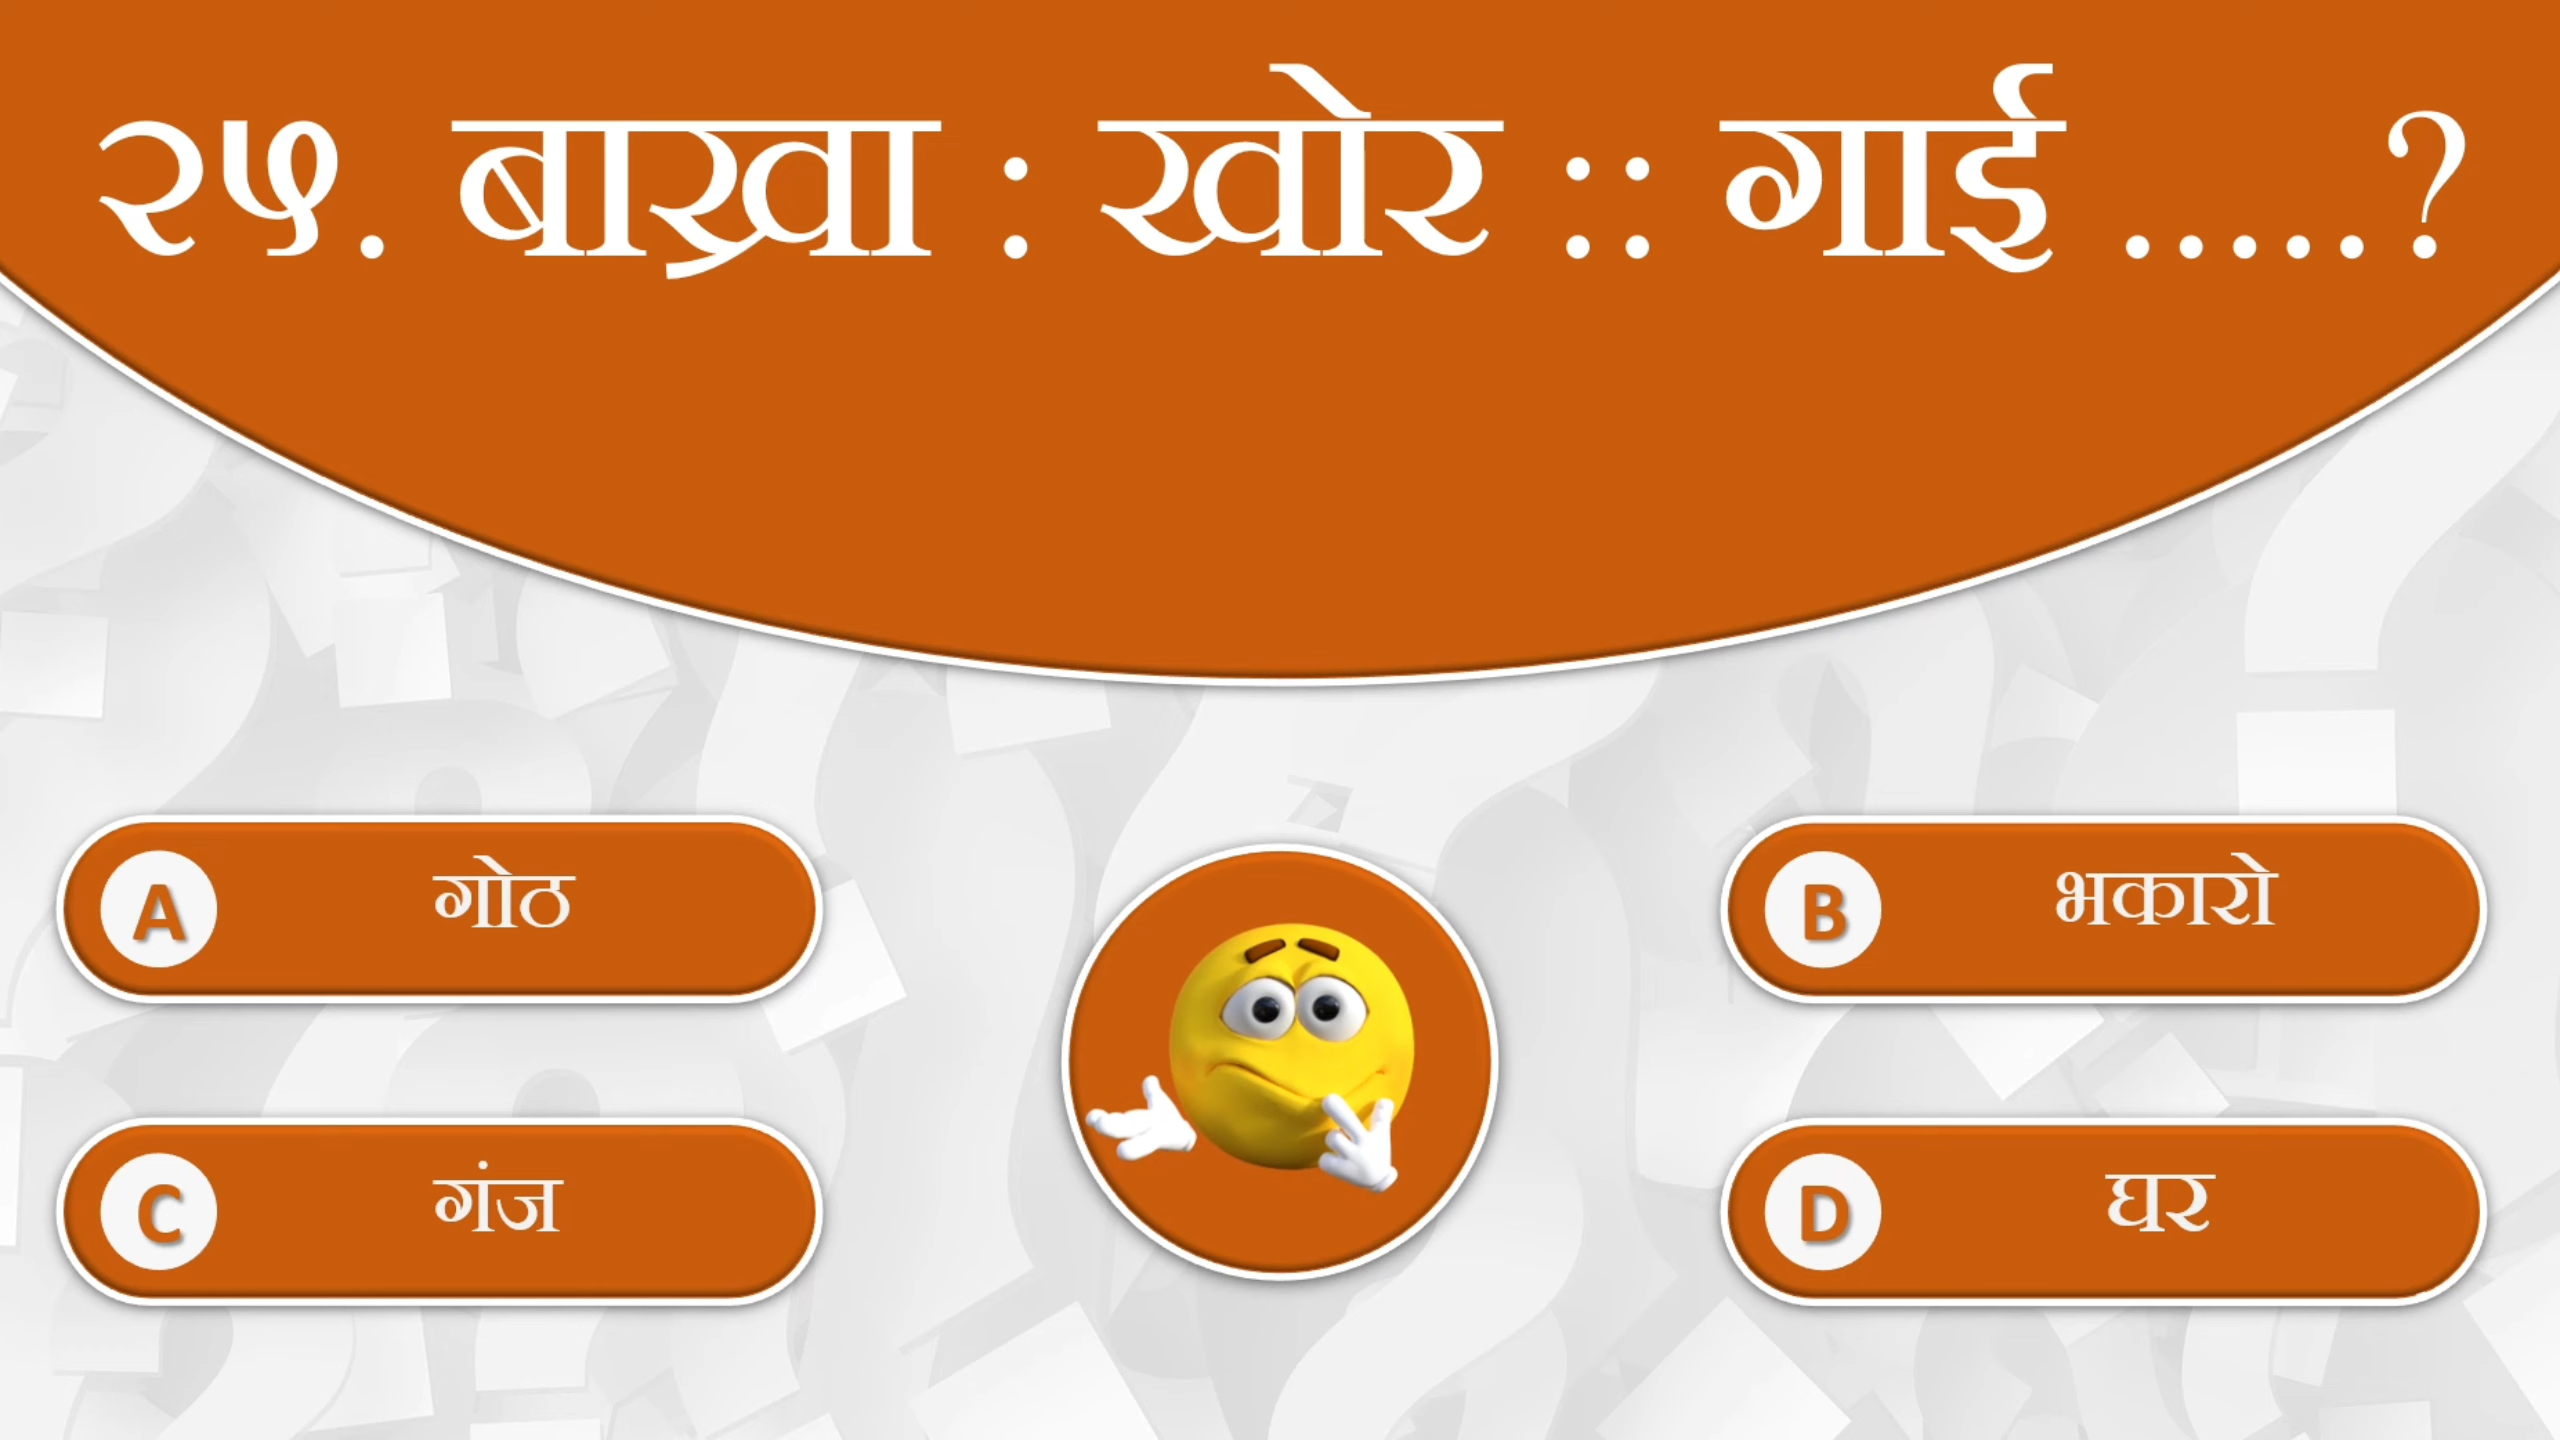 २५. बाख्रा : खोर :: गाई .....?
A गोठ
B भकारो
C गंज
D घर